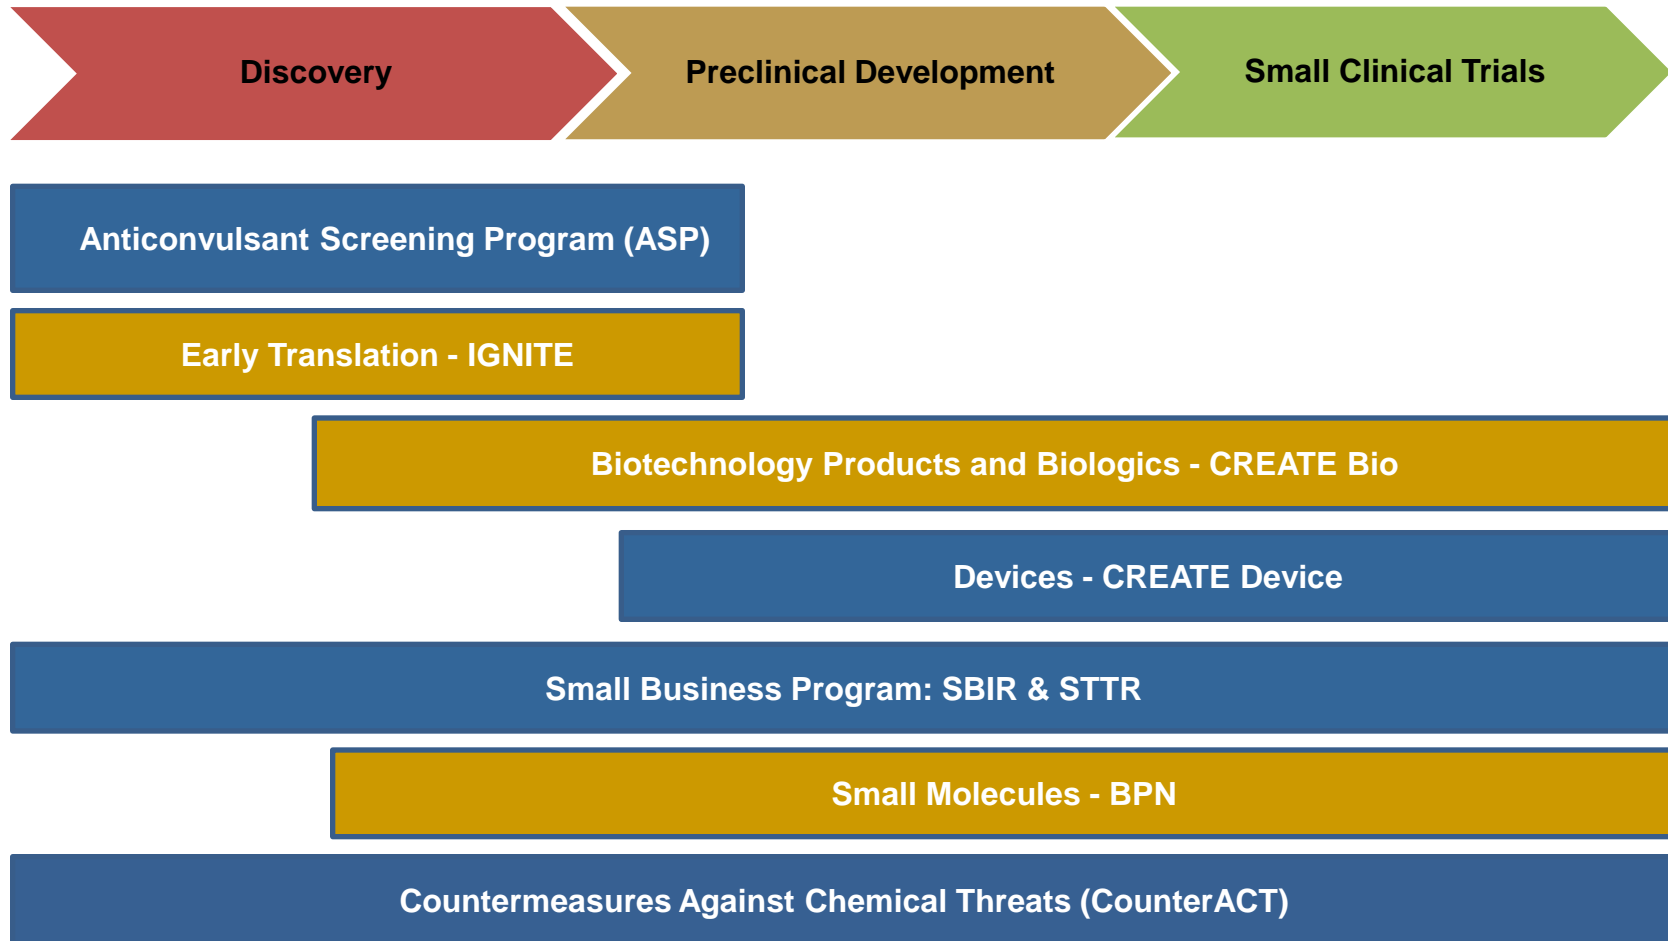 Discovery
Preclinical Development
Small Clinical Trials
Anticonvulsant Screening Program (ASP)
Early Translation - IGNITE
Biotechnology Products and Biologics - CREATE Bio
Devices - CREATE Device
Small Business Program: SBIR & STTR
Small Molecules - BPN
Countermeasures Against Chemical Threats (CounterACT)